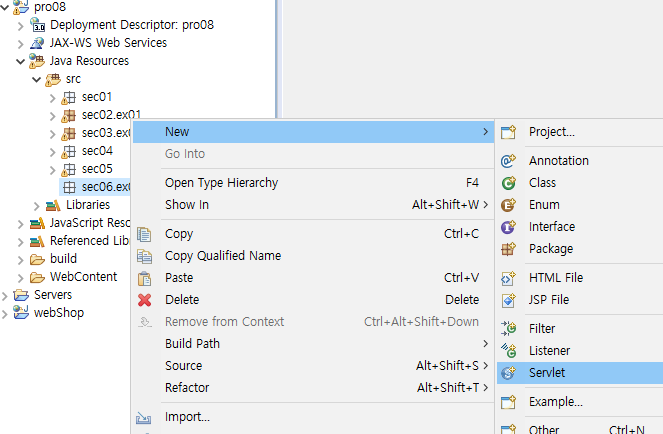 pro08
Deployment Descriptor: pro08
JAX-WS Web Services
Java Resources
src
sec01
sec02.ex01
sec03.ex
sec04
sec05
sec06.ex
Libraries
JavaScript Reso
Referenced Lib
build
WebContent
Servers
webShop
New
Go Into
Open Type Hierarchy F4
Show In Alt+Shift+W
Copy Ctrl+C
Copy Qualified Name
Paste Ctrl+V
Delete Delete
Remove from Context Ctrl+Alt+Shift+Down
Build Path
Source Alt+Shift+S
Refactor Alt+Shift+T
Import...
Project...
Annotation
Class
Enum
Interface
Package
HTML File
JSP File
Filter
Listener
Servlet
Example...
Other Ctrl+N